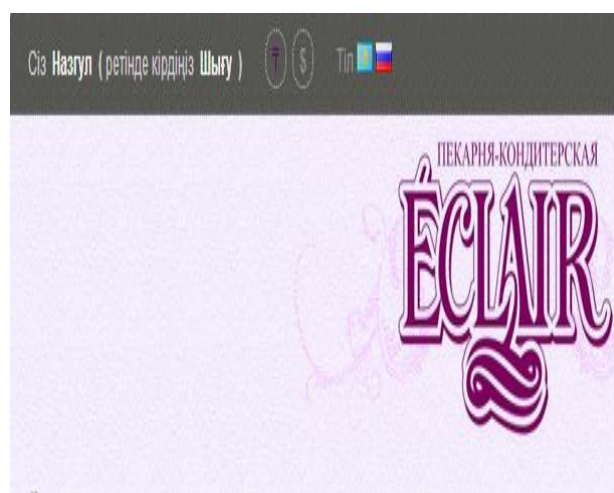 Сіз Назгул ( ретінде кірдіңіз Шығу ) ₸ $ Тіл
ПЕКАРНЯ-КОНДИТЕРСКАЯ
ÉCLAIR